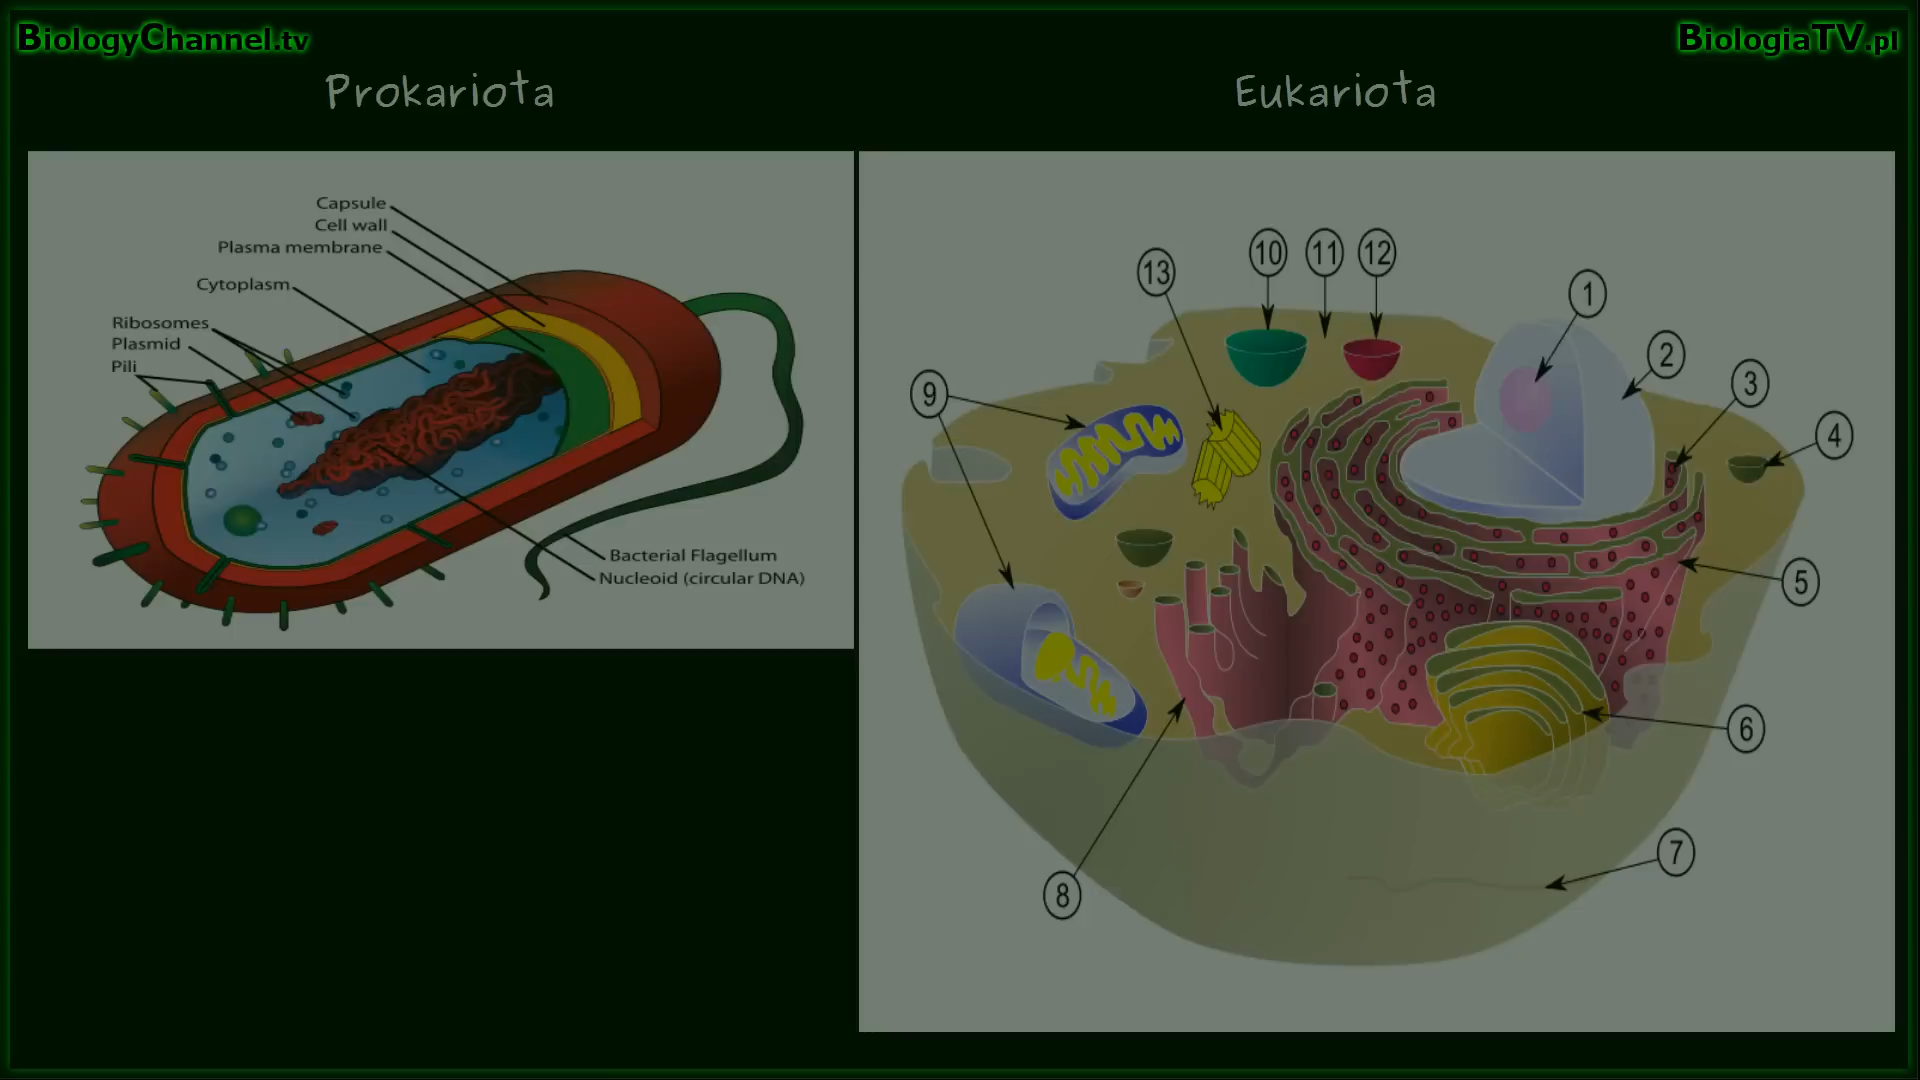 BiologyChannel.tv
BiologiaTV.pl
Prokariota
Eukariota
Capsule
Cell wall
Plasma membrane
Cytoplasm
Ribosomes
Plasmid
Pili
Bacterial Flagellum
Nucleoid (circular DNA)
10
11
12
13
1
2
3
9
4
5
6
7
8